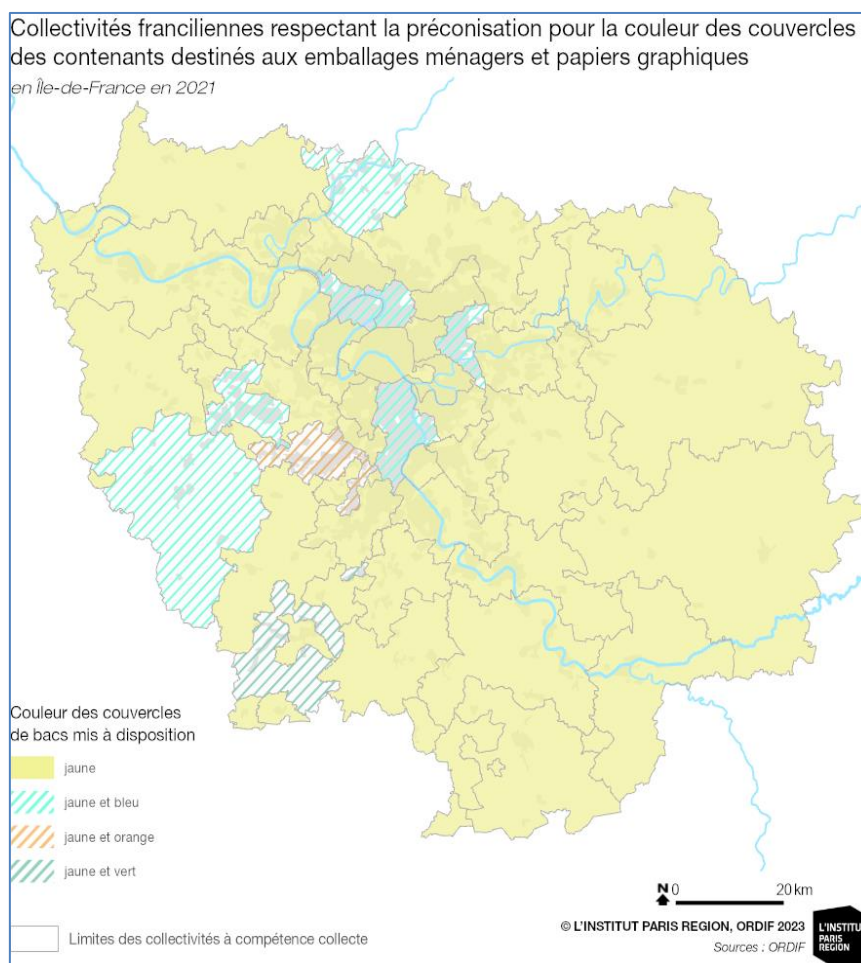 Collectivités franciliennes respectant la préconisation pour la couleur des couvercles
des contenants destinés aux emballages ménagers et papiers graphiques
en Île-de-France en 2021
Couleur des couvercles
de bacs mis à disposition
jaune
jaune et bleu
jaune et orange
jaune et vert
Limites des collectivités à compétence collecte
N 0 20 km
© L'INSTITUT PARIS REGION, ORDIF 2023
Sources : ORDIF
L'INSTITUT
PARIS
REGION